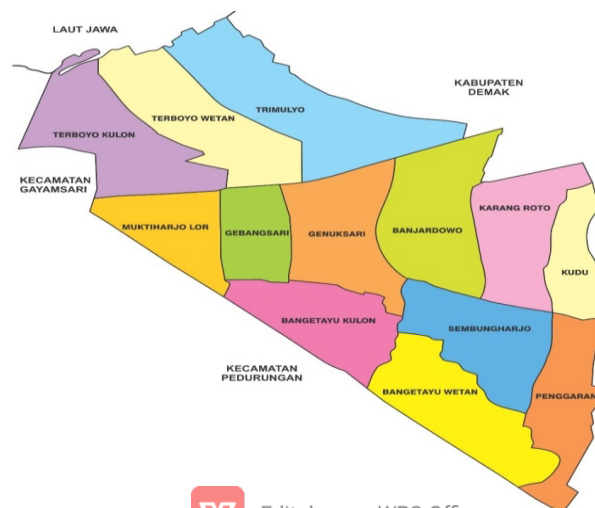 LAUT JAWA
KABUPATEN
DEMAK
TRIMULYO
TERBOYO WETAN
TERBOYO KULON
KECAMATAN
GAYAMSARI
KARANG ROTO
MUKTIHARJO LOR
GEBANGSARI
GENUKSARI
BANJARDOWO
KUDU
BANGETAYU KULON
SEMBUNGHARJO
KECAMATAN
PEDURUNGAN
BANGETAYU WETAN
PENGGARAN